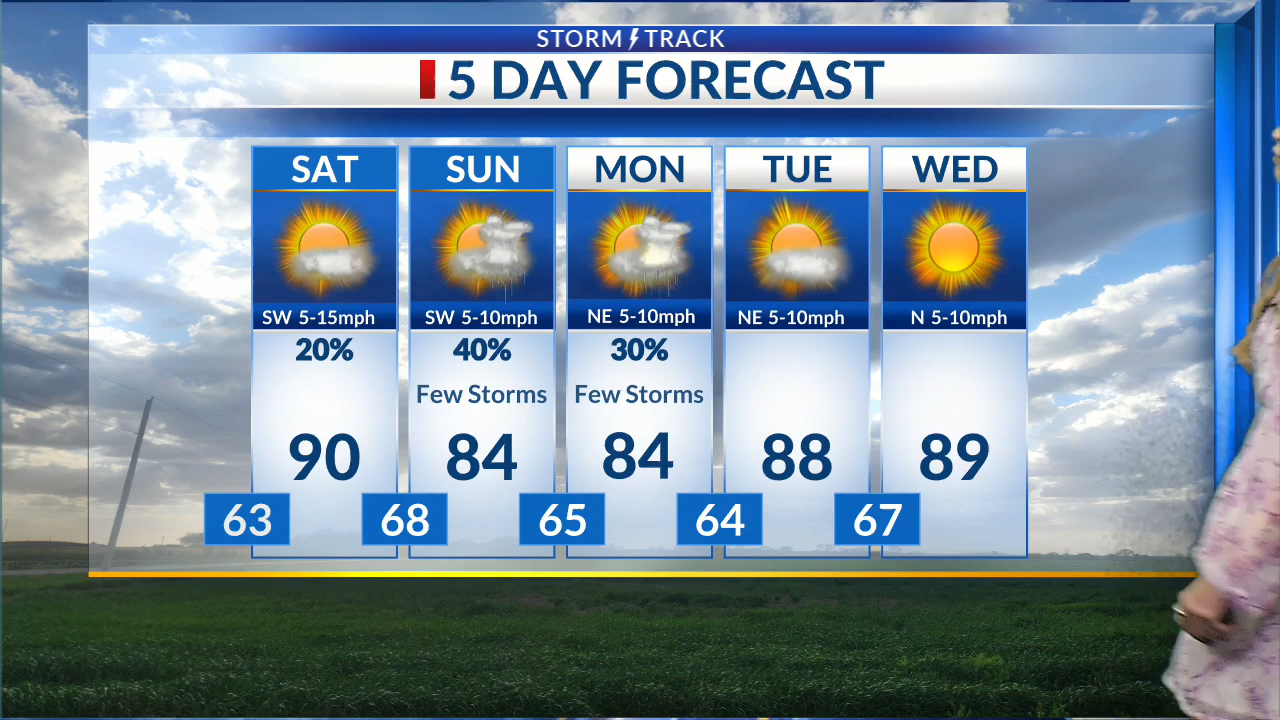 STORM TRACK
5 DAY FORECAST
SAT SUN MON TUE WED
SW 5-15mph SW 5-10mph NE 5-10mph NE 5-10mph N 5-10mph
20% 40% 30%
Few Storms Few Storms
90 84 84 88 89
63 68 65 64 67